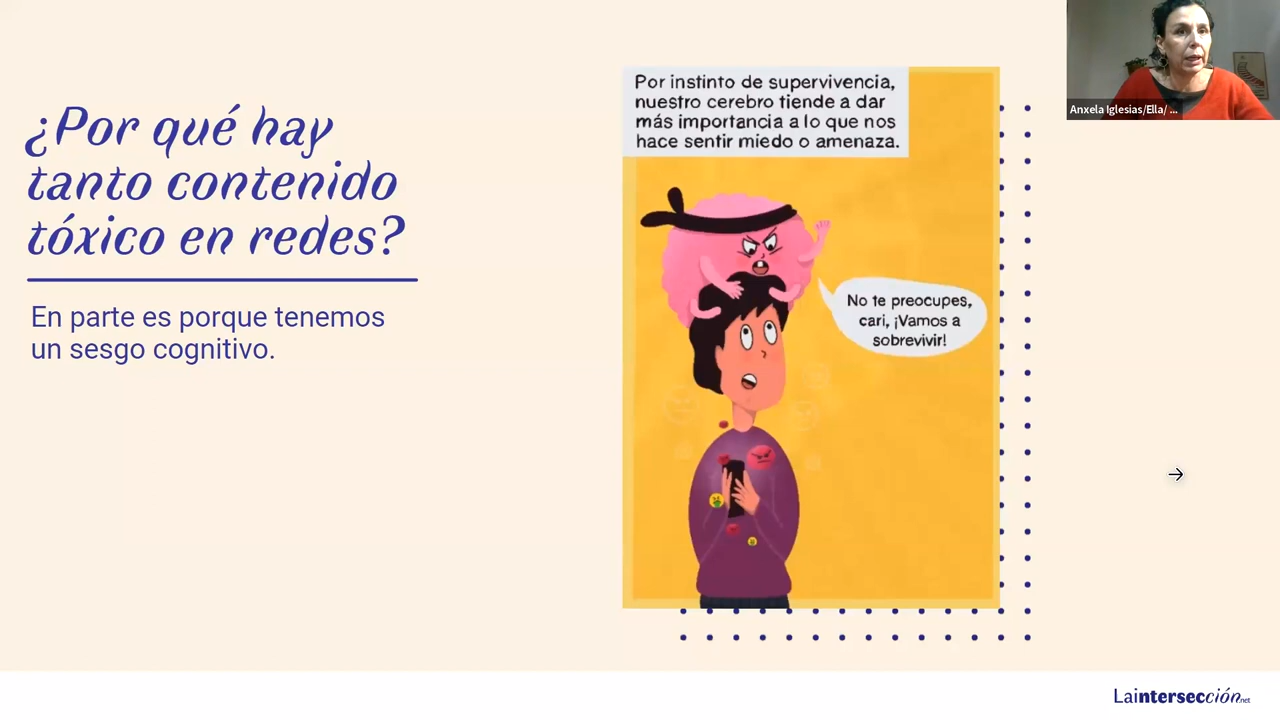 ¿Por qué hay
tanto contenido
tóxico en redes?
En parte es porque tenemos
un sesgo cognitivo.
Por instinto de supervivencia,
nuestro cerebro tiende a dar
más importancia a lo que nos
hace sentir miedo o amenaza.
No te preocupes,
cari, ¡Vamos a
sobrevivir!
Anxela Iglesias/Ella/ ...
Laintersección.net